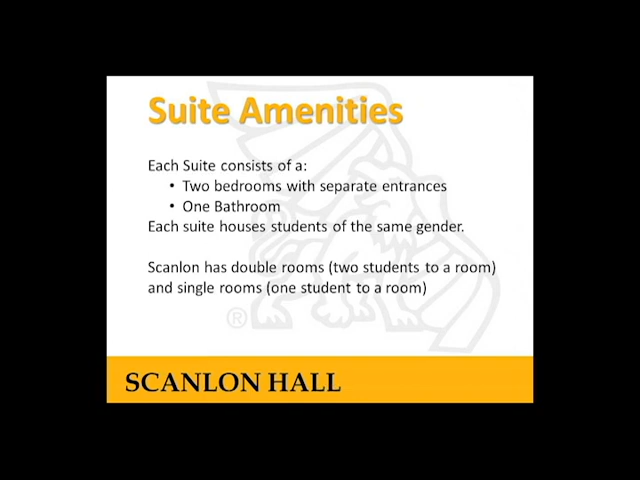 Suite Amenities
Each Suite consists of a:
• Two bedrooms with separate entrances
• One Bathroom
Each suite houses students of the same gender.
Scanlon has double rooms (two students to a room)
and single rooms (one student to a room)
®
SCANLON HALL